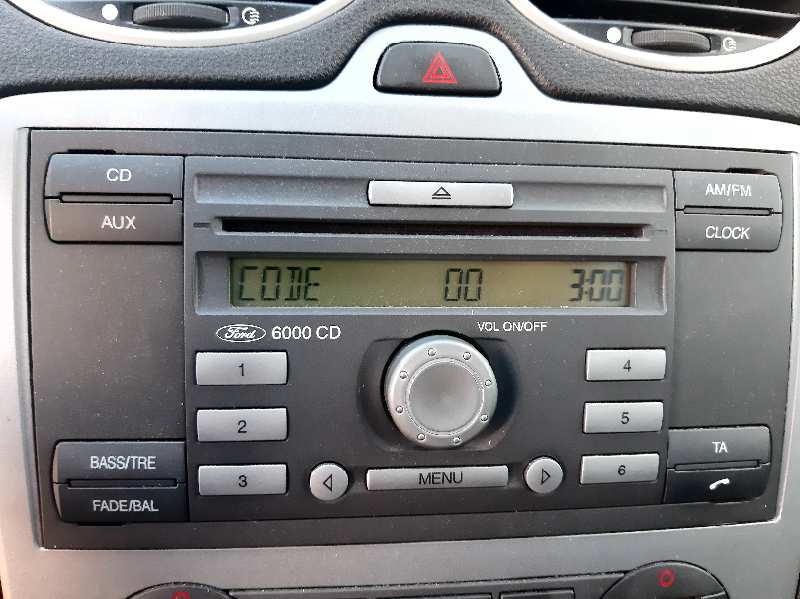 CD
AUX
AM/FM
CLOCK
CODE 00 3:00
Ford 6000 CD
VOL ON/OFF
1
2
3
4
5
6
BASS/TRE
FADE/BAL
MENU
TA